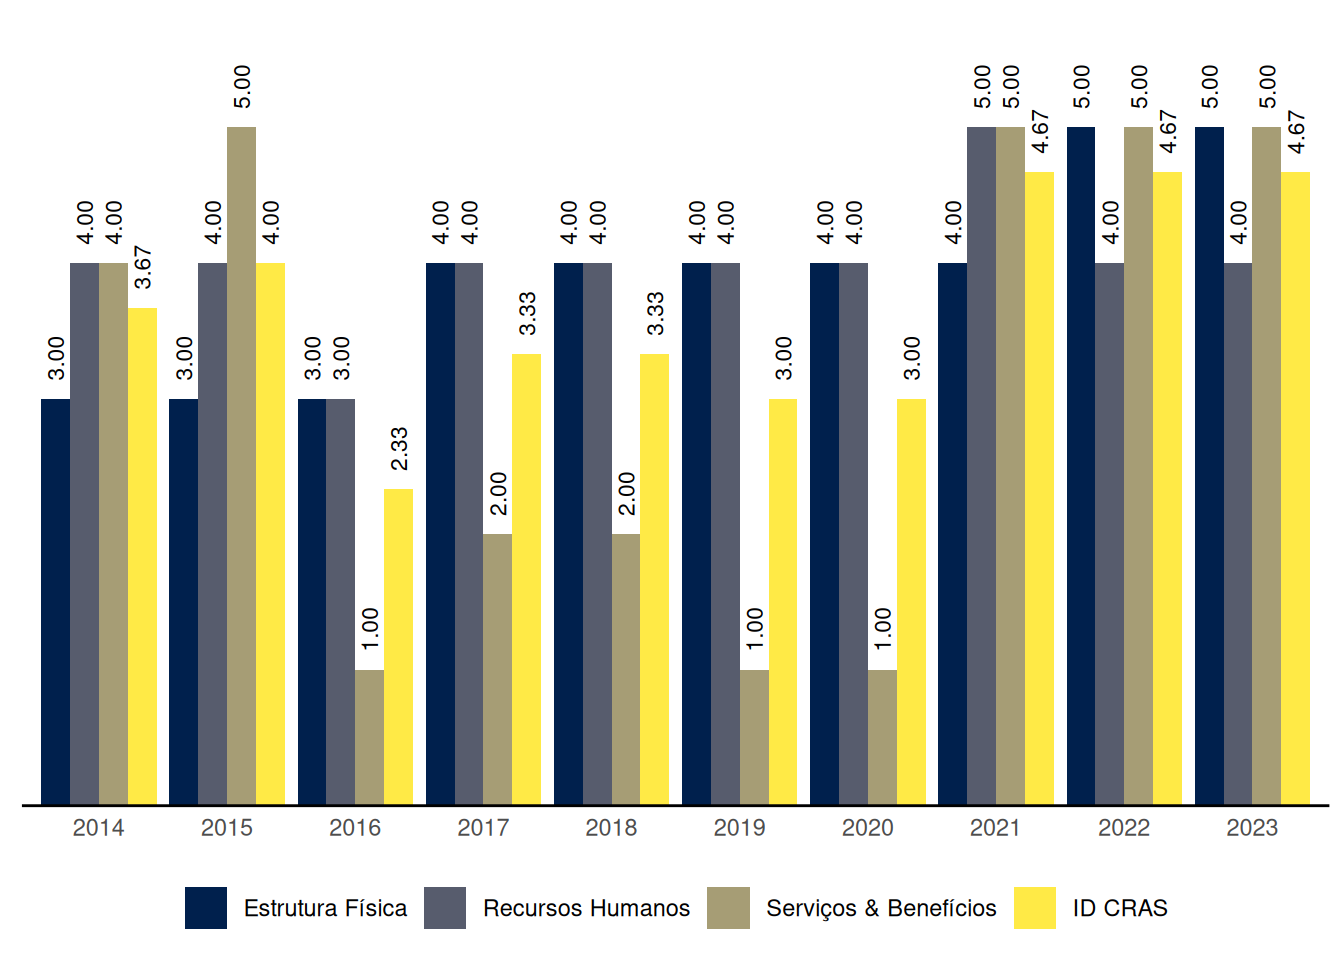 3.00 4.00 4.00 3.67 3.00 4.00 5.00 4.00 3.00 3.00 1.00 2.33 4.00 4.00 2.00 3.33 4.00 4.00 2.00 3.33 4.00 4.00 1.00 3.00 4.00 4.00 1.00 3.00 4.00 5.00 5.00 4.67 5.00 4.00 5.00 4.67 5.00 4.00 5.00 4.67
2014 2015 2016 2017 2018 2019 2020 2021 2022 2023
Estrutura Física Recursos Humanos Serviços & Benefícios ID CRAS